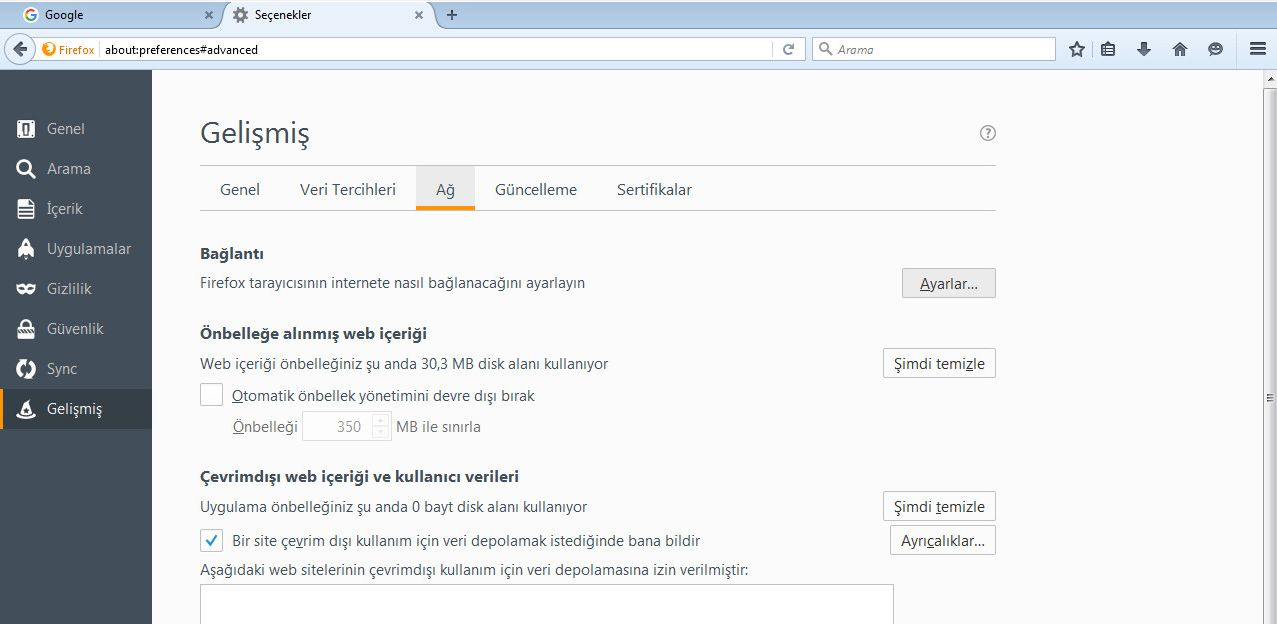 Google
Seçenekler
Firefox
about:preferences#advanced
Arama
Genel
Arama
İçerik
Uygulamalar
Gizlilik
Güvenlik
Sync
Gelişmiş
Gelişmiş
Genel Veri Tercihleri Ağ Güncelleme Sertifikalar
Bağlantı
Firefox tarayıcısının internete nasıl bağlanacağını ayarlayın
Ayarlar...
Önbelleğe alınmış web içeriği
Web içeriği önbelleğiniz şu anda 30,3 MB disk alanı kullanıyor
Şimdi temizle
Otomatik önbellek yönetimini devre dışı bırak
Önbelleği 350 MB ile sınırla
Çevrimdışı web içeriği ve kullanıcı verileri
Uygulama önbelleğiniz şu anda 0 bayt disk alanı kullanıyor
Şimdi temizle
Bir site çevrim dışı kullanım için veri depolamak istediğinde bana bildir
Ayrıcalıklar...
Aşağıdaki web sitelerinin çevrimdışı kullanım için veri depolamasına izin verilmiştir: